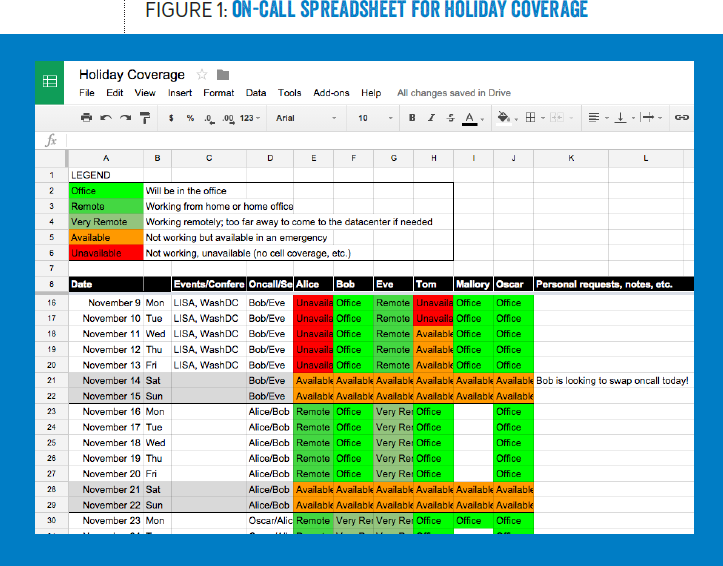 FIGURE 1: ON-CALL SPREADSHEET FOR HOLIDAY COVERAGE
Holiday Coverage
File Edit View Insert Format Data Tools Add-ons Help All changes saved in Drive
$ % .0 .00 123 Arial 10 B I S A
fx
A B C D E F G H I J K L
1 LEGEND
2 Office Will be in the office
3 Remote Working from home or home office
4 Very Remote Working remotely; too far away to come to the datacenter if needed
5 Available Not working but available in an emergency
6 Unavailable Not working, unavailable (no cell coverage, etc.)
7
8 Date Events/Confere Oncall/Se Alice Bob Eve Tom Mallory Oscar Personal requests, notes, etc.
16 November 9 Mon LISA, WashDC Bob/Eve Unavaila Office Remote Unavaila Office Office
17 November 10 Tue LISA, WashDC Bob/Eve Unavaila Office Remote Unavaila Office Office
18 November 11 Wed LISA, WashDC Bob/Eve Unavaila Office Remote Available Office Office
19 November 12 Thu LISA, WashDC Bob/Eve Unavaila Office Remote Available Office Office
20 November 13 Fri LISA, WashDC Bob/Eve Unavaila Office Remote Available Office Office
21 November 14 Sat Bob/Eve Available Available Available Available Available Available Bob is looking to swap oncall today!
22 November 15 Sun Bob/Eve Available Available Available Available Available Available
23 November 16 Mon Alice/Bob Remote Office Very Rer Office Office
24 November 17 Tue Alice/Bob Remote Office Very Rer Office Office
25 November 18 Wed Alice/Bob Remote Office Very Rer Office Office
26 November 19 Thu Alice/Bob Remote Office Very Rer Office Office
27 November 20 Fri Alice/Bob Remote Office Very Rer Office Office
28 November 21 Sat Alice/Bob Available Available Available Available Available Available
29 November 22 Sun Alice/Bob Available Available Available Available Available Available
30 November 23 Mon Oscar/Alic Remote Very Rer Very Rer Office Office Office